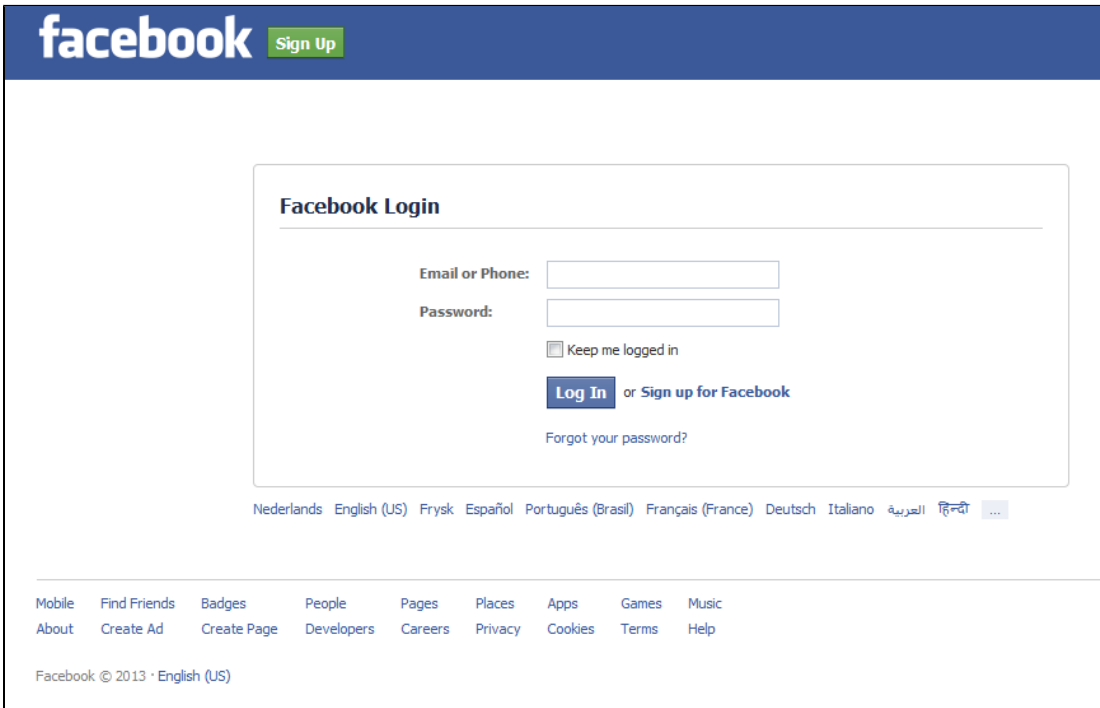 facebook Sign Up
Facebook Login
Email or Phone:
Password:
Keep me logged in
Log In or Sign up for Facebook
Forgot your password?
Nederlands English (US) Frysk Español Português (Brasil) Français (France) Deutsch Italiano العربية हिन्दी ...
Mobile Find Friends Badges People Pages Places Apps Games Music
About Create Ad Create Page Developers Careers Privacy Cookies Terms Help
Facebook © 2013 · English (US)